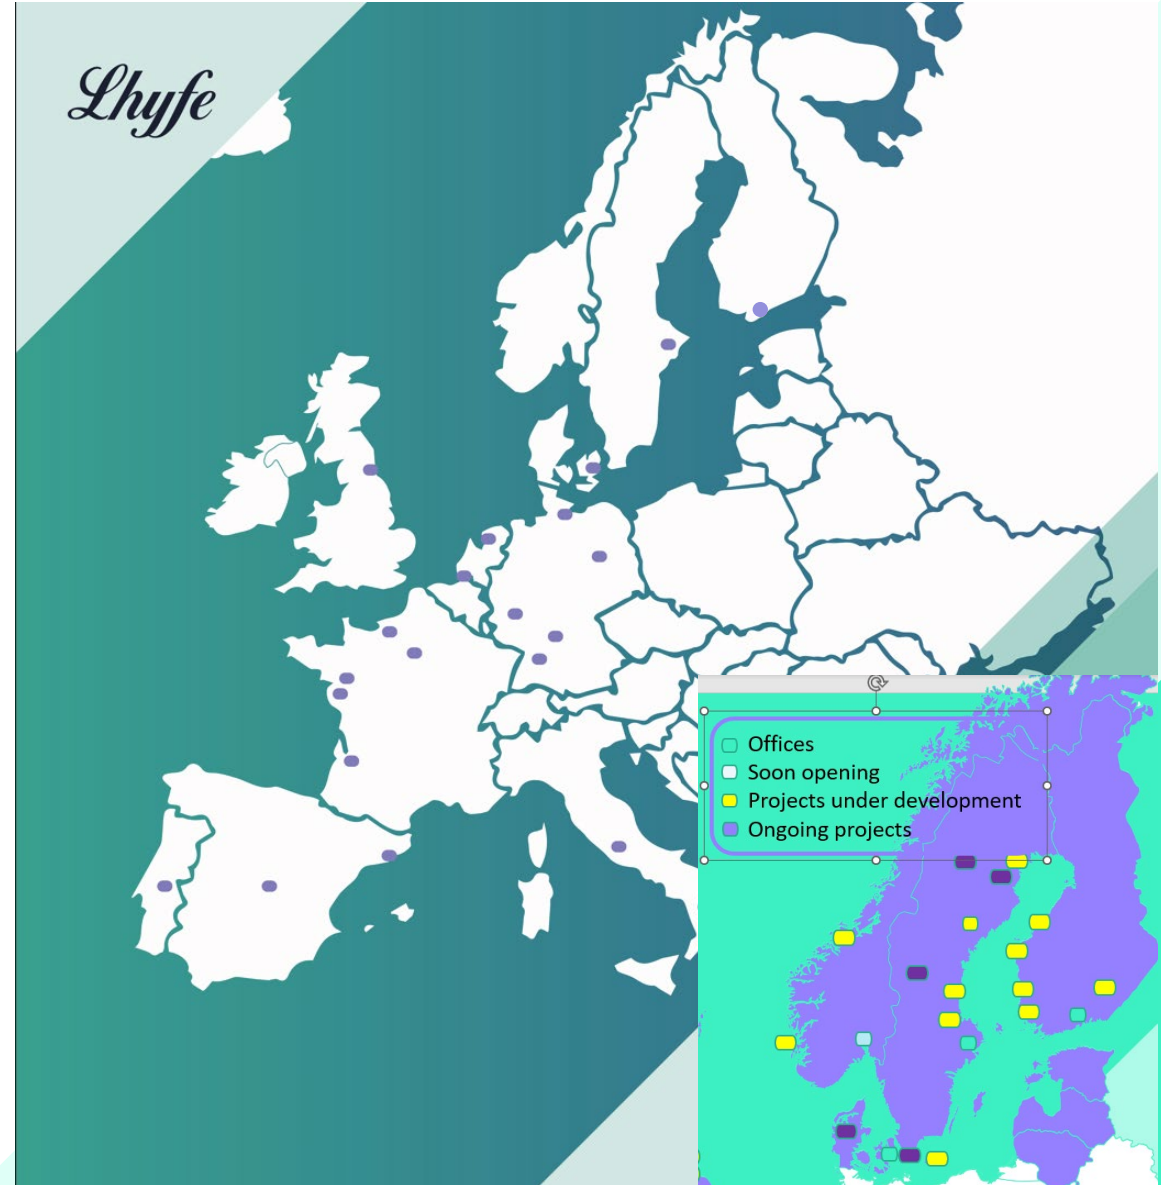 Lhyfe
Offices
Soon opening
Projects under development
Ongoing projects